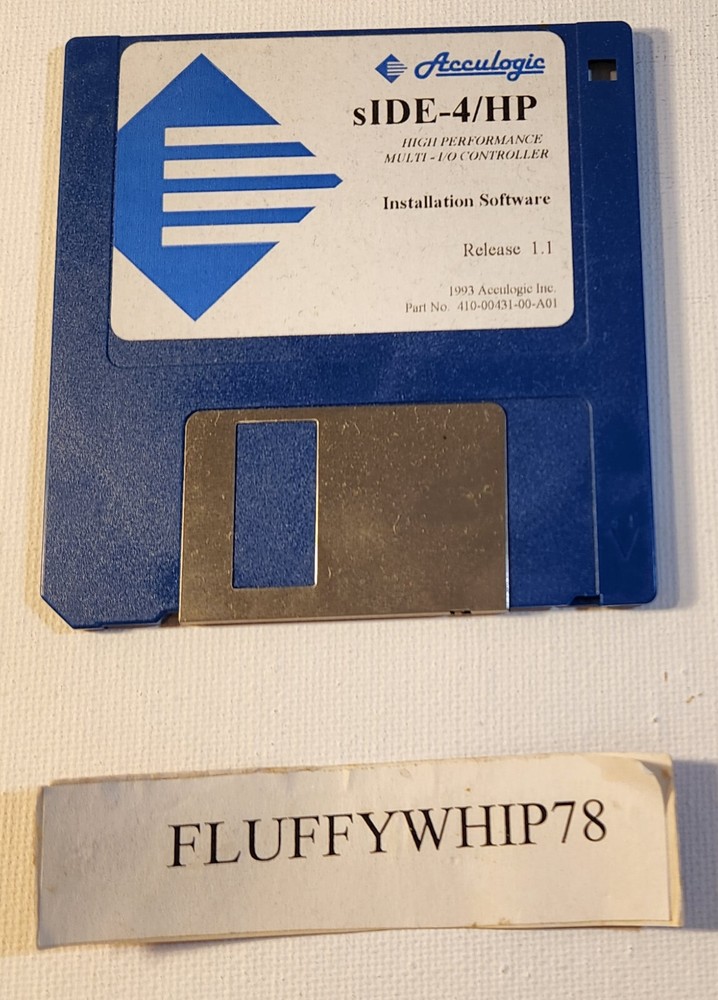 Acculogic
sIDE-4/HP
HIGH PERFORMANCE
MULTI - I/O CONTROLLER
Installation Software
Release 1.1
1993 Acculogic Inc.
Part No. 410-00431-00-A01
FLUFFYWHIP78